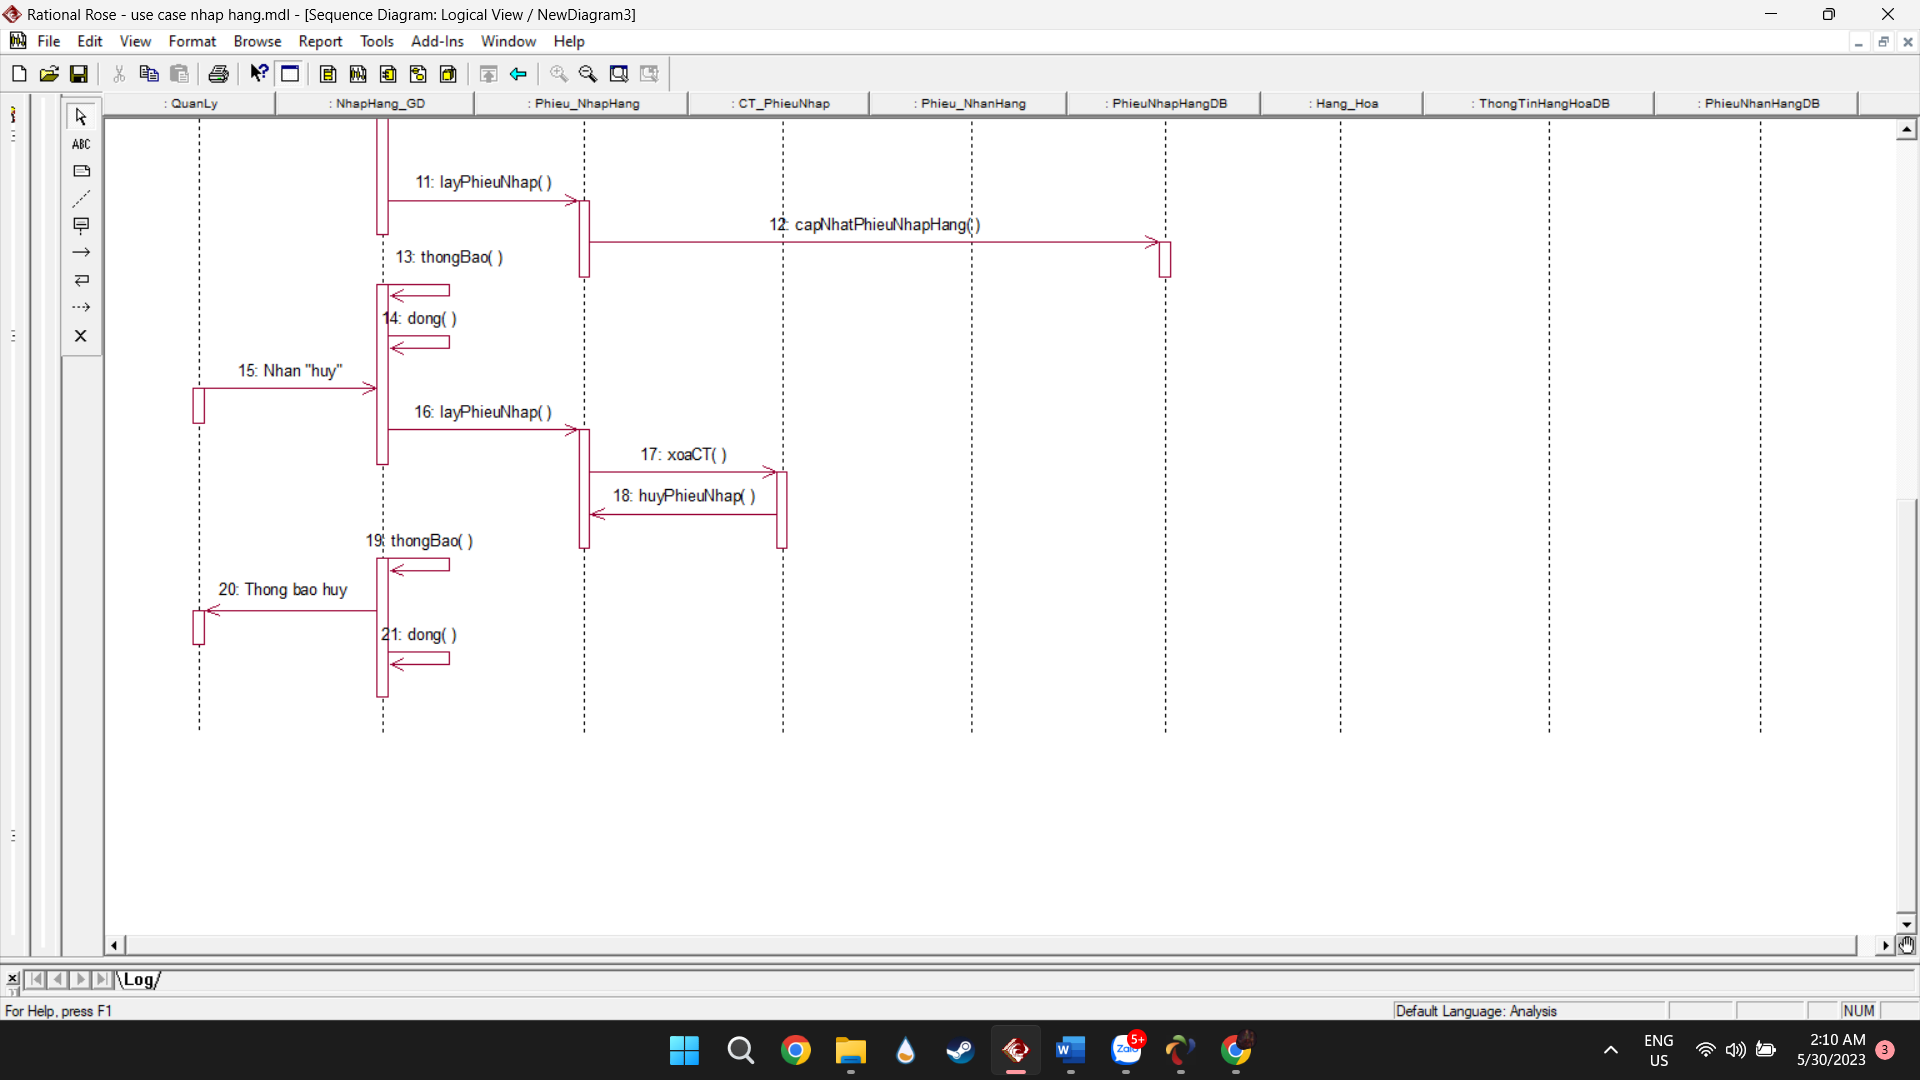 Rational Rose - use case nhap hang.mdl - [Sequence Diagram: Logical View / NewDiagram3]
File Edit View Format Browse Report Tools Add-Ins Window Help
: QuanLy : NhapHang_GD : Phieu_NhapHang : CT_PhieuNhap : Phieu_NhanHang : PhieuNhapHangDB : Hang_Hoa : ThongTinHangHoaDB : PhieuNhanHangDB
ABC
11: layPhieuNhap( )
12: capNhatPhieuNhapHang( )
13: thongBao( )
14: dong( )
15: Nhan "huy"
16: layPhieuNhap( )
17: xoaCT( )
18: huyPhieuNhap( )
19: thongBao( )
20: Thong bao huy
21: dong( )
\Log/
For Help, press F1
Default Language: Analysis
NUM
5+
Zalo
W
ENG
US
2:10 AM
5/30/2023
3